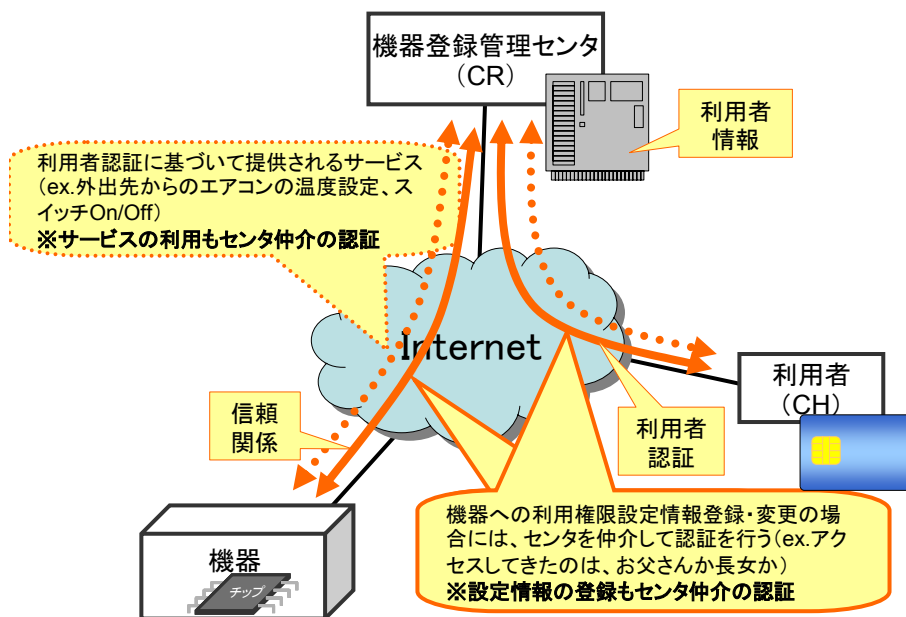 機器登録管理センタ
（CR）
利用者
情報
利用者認証に基づいて提供されるサービス
（ex.外出先からのエアコンの温度設定、ス
イッチOn/Off）
※サービスの利用もセンタ仲介の認証
Internet
利用者
（CH）
信頼
関係
利用者
認証
機器への利用権限設定情報登録・変更の場
合には、センタを仲介して認証を行う（ex.アク
セスしてきたのは、お父さんか長女か）
※設定情報の登録もセンタ仲介の認証
機器
チップ